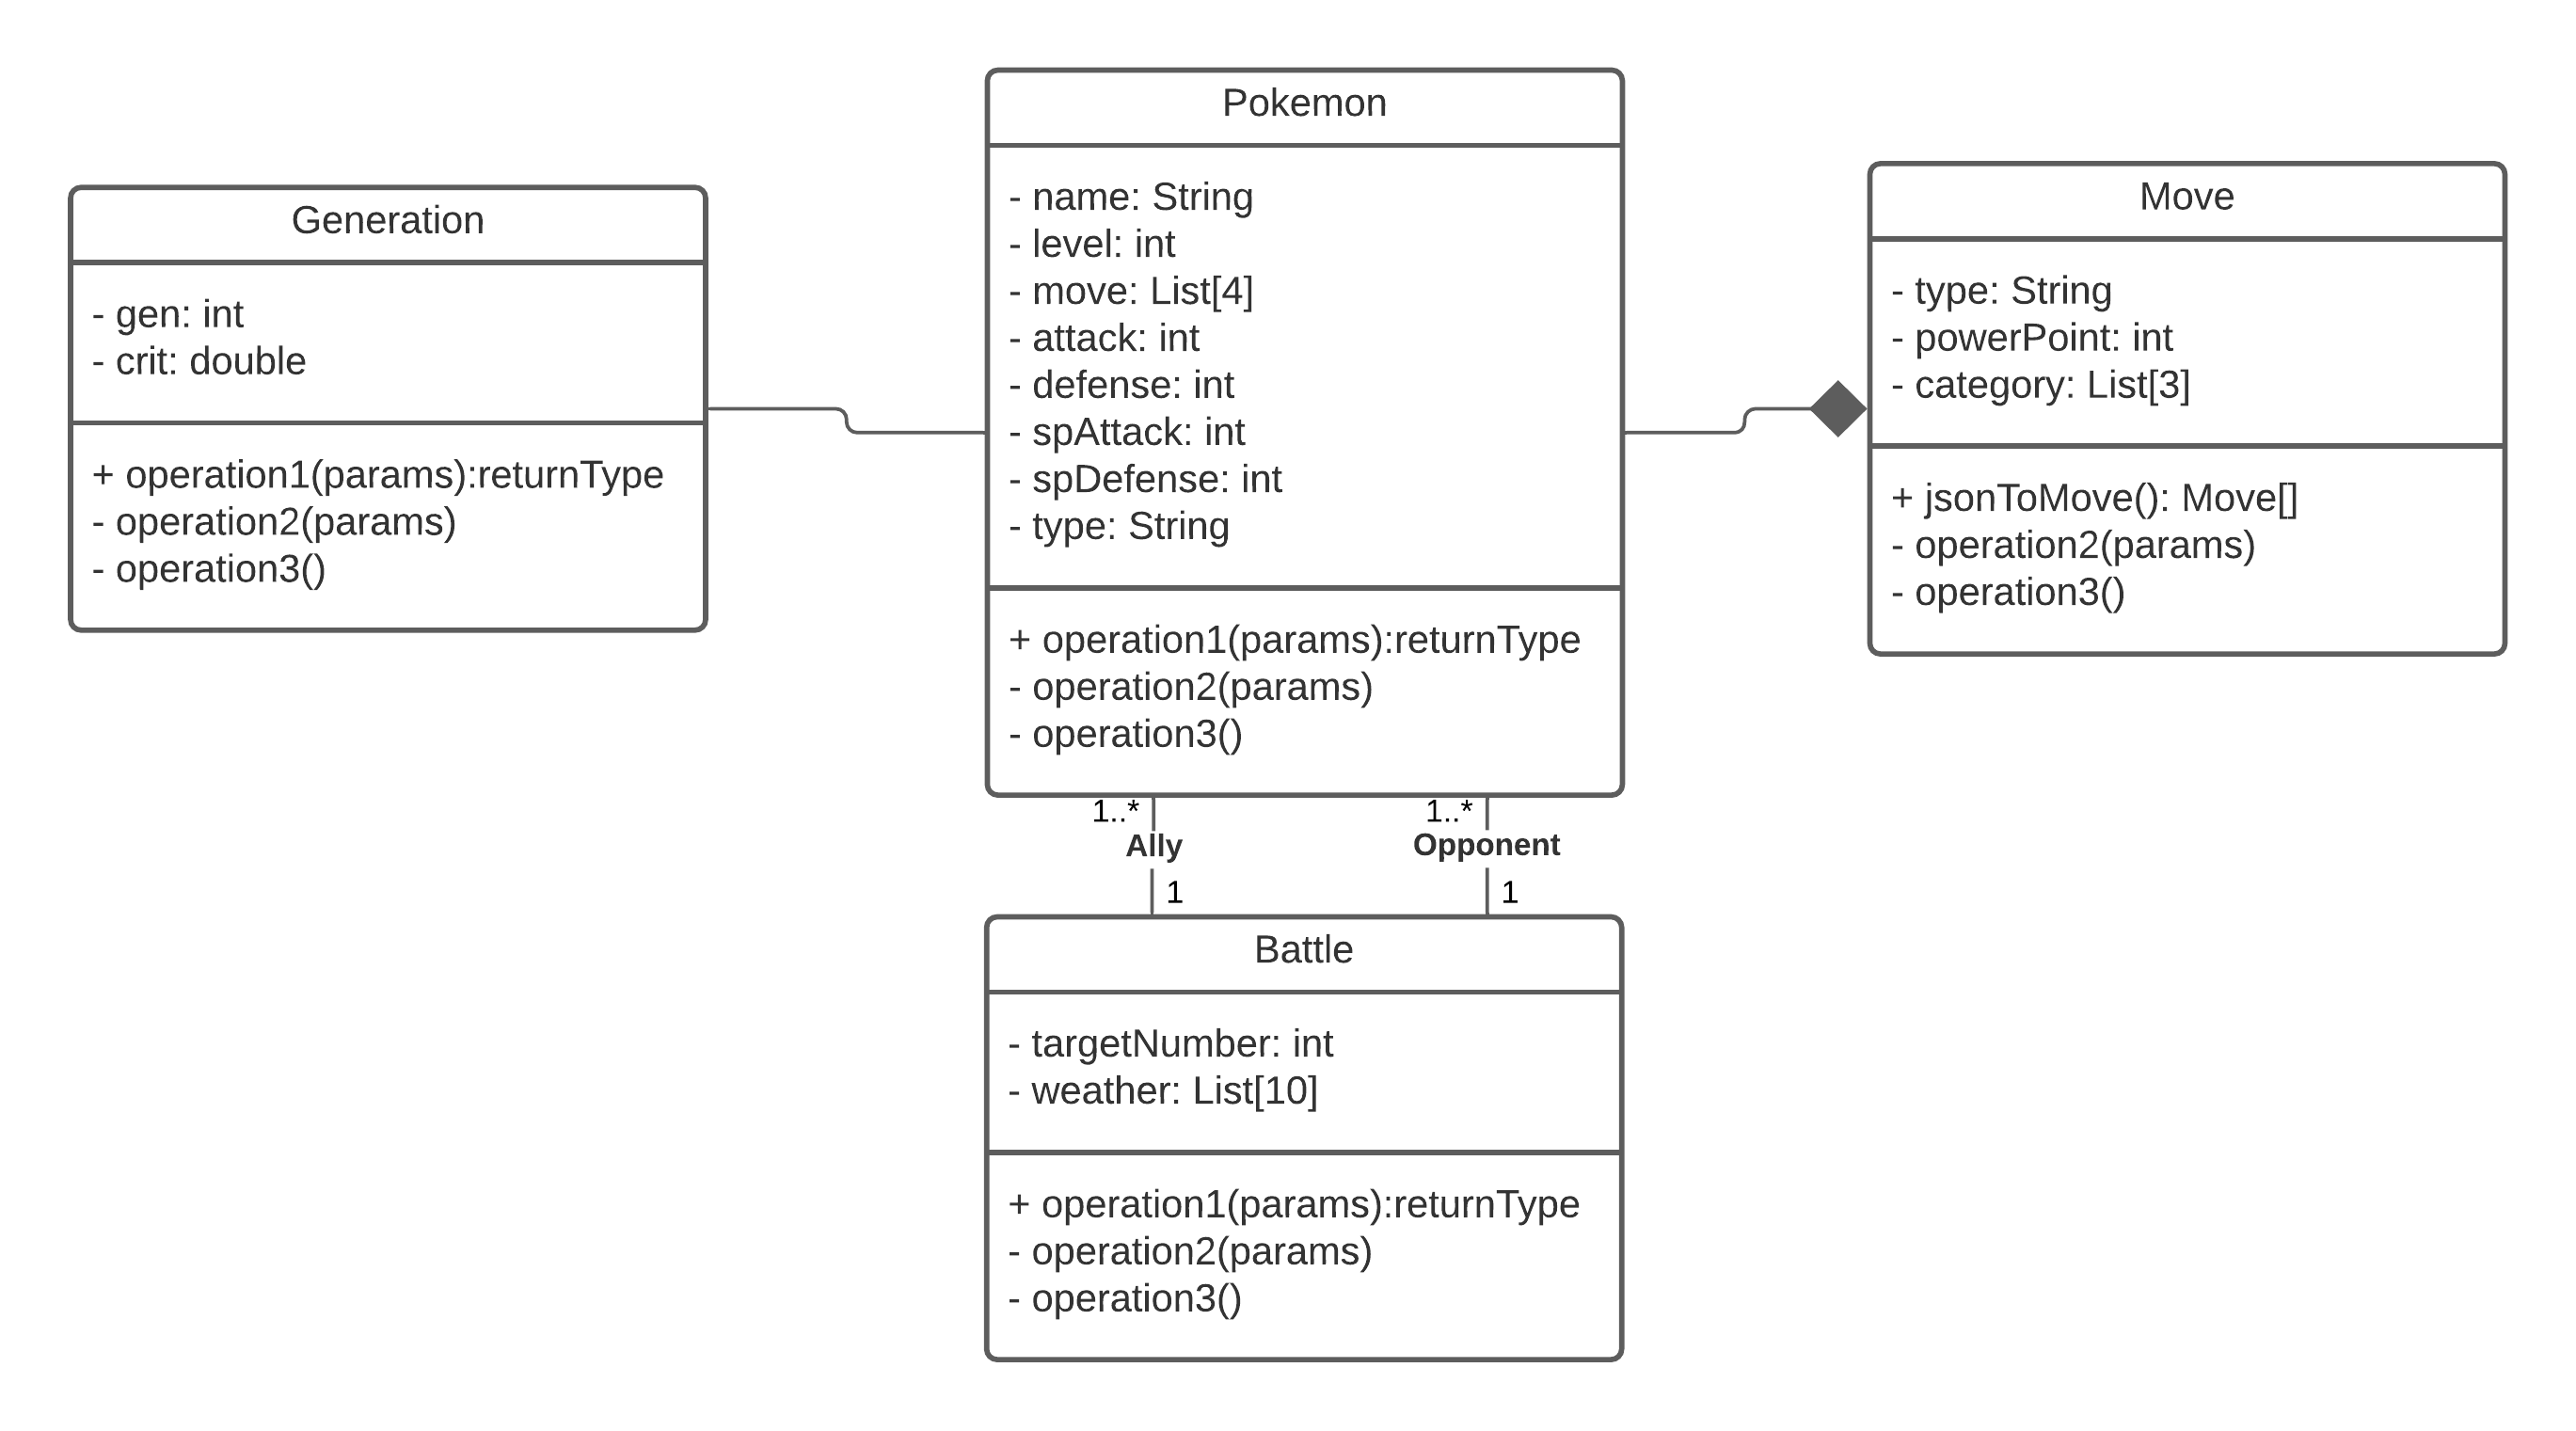 Generation
- gen: int
- crit: double
+ operation1(params):returnType
- operation2(params)
- operation3()
Pokemon
- name: String
- level: int
- move: List[4]
- attack: int
- defense: int
- spAttack: int
- spDefense: int
- type: String
+ operation1(params):returnType
- operation2(params)
- operation3()
Move
- type: String
- powerPoint: int
- category: List[3]
+ jsonToMove(): Move[]
- operation2(params)
- operation3()
1..*
Ally
1
1..*
Opponent
1
Battle
- targetNumber: int
- weather: List[10]
+ operation1(params):returnType
- operation2(params)
- operation3()